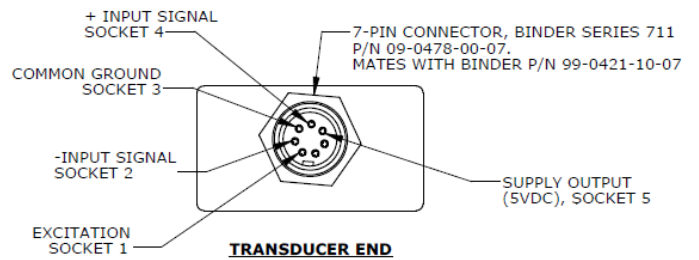 + INPUT SIGNAL
SOCKET 4
7-PIN CONNECTOR, BINDER SERIES 711
P/N 09-0478-00-07.
MATES WITH BINDER P/N 99-0421-10-07
COMMON GROUND
SOCKET 3
-INPUT SIGNAL
SOCKET 2
SUPPLY OUTPUT
(5VDC), SOCKET 5
EXCITATION
SOCKET 1
TRANSDUCER END